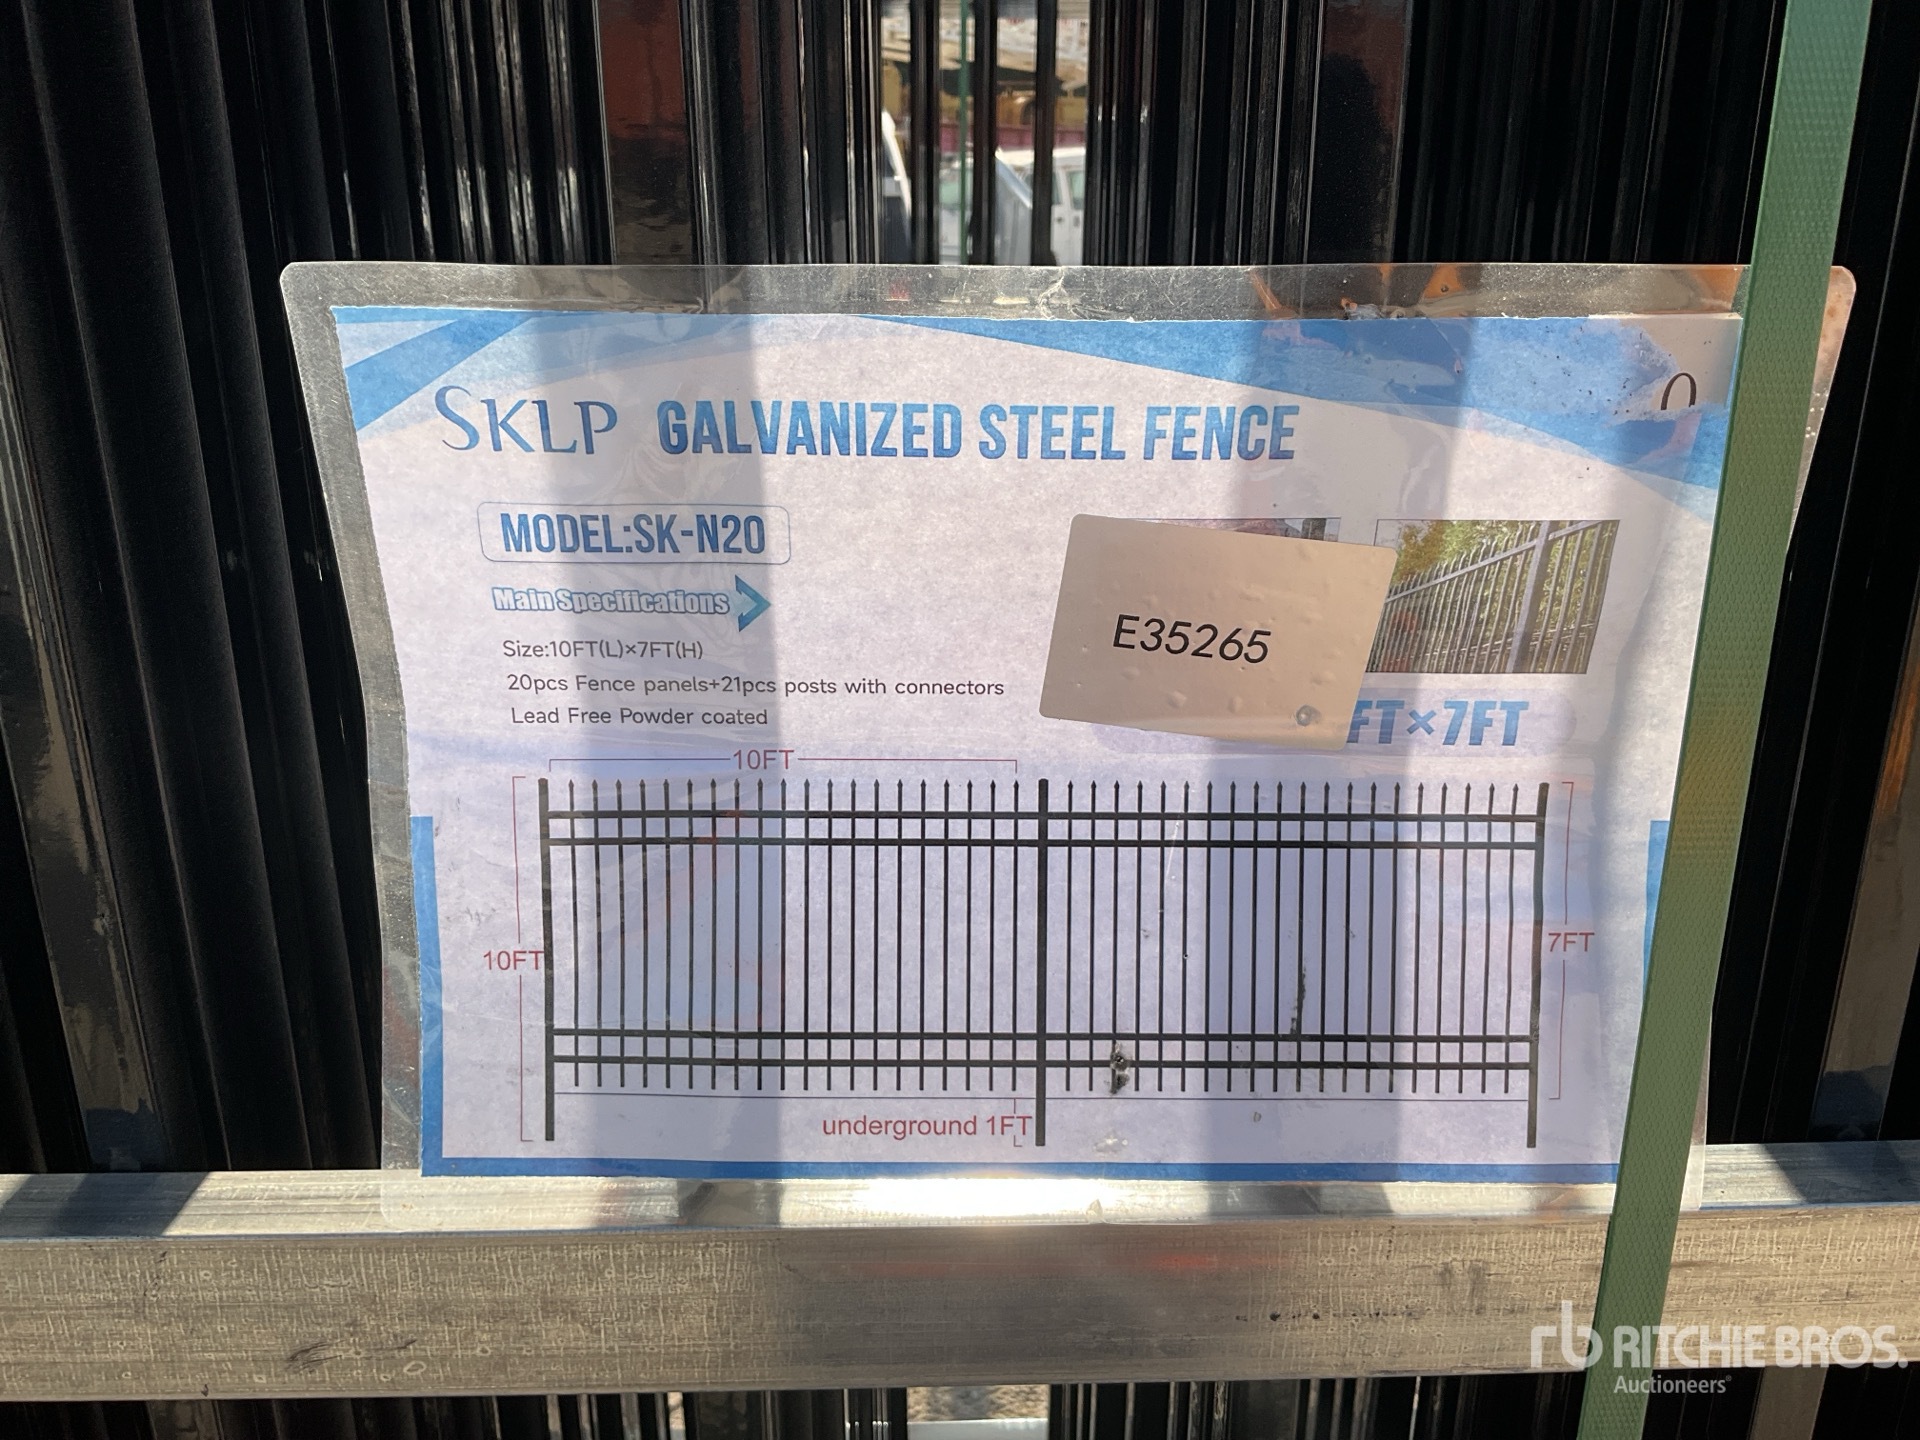 SKLP GALVANIZED STEEL FENCE
MODEL:SK-N20
Main Specifications
Size:10FT(L)×7FT(H)
20pcs Fence panels+21pcs posts with connectors
Lead Free Powder coated
E35265
FT×7FT
10FT
10FT
7FT
underground 1FT
rb RITCHIE BROS.
Auctioneers®